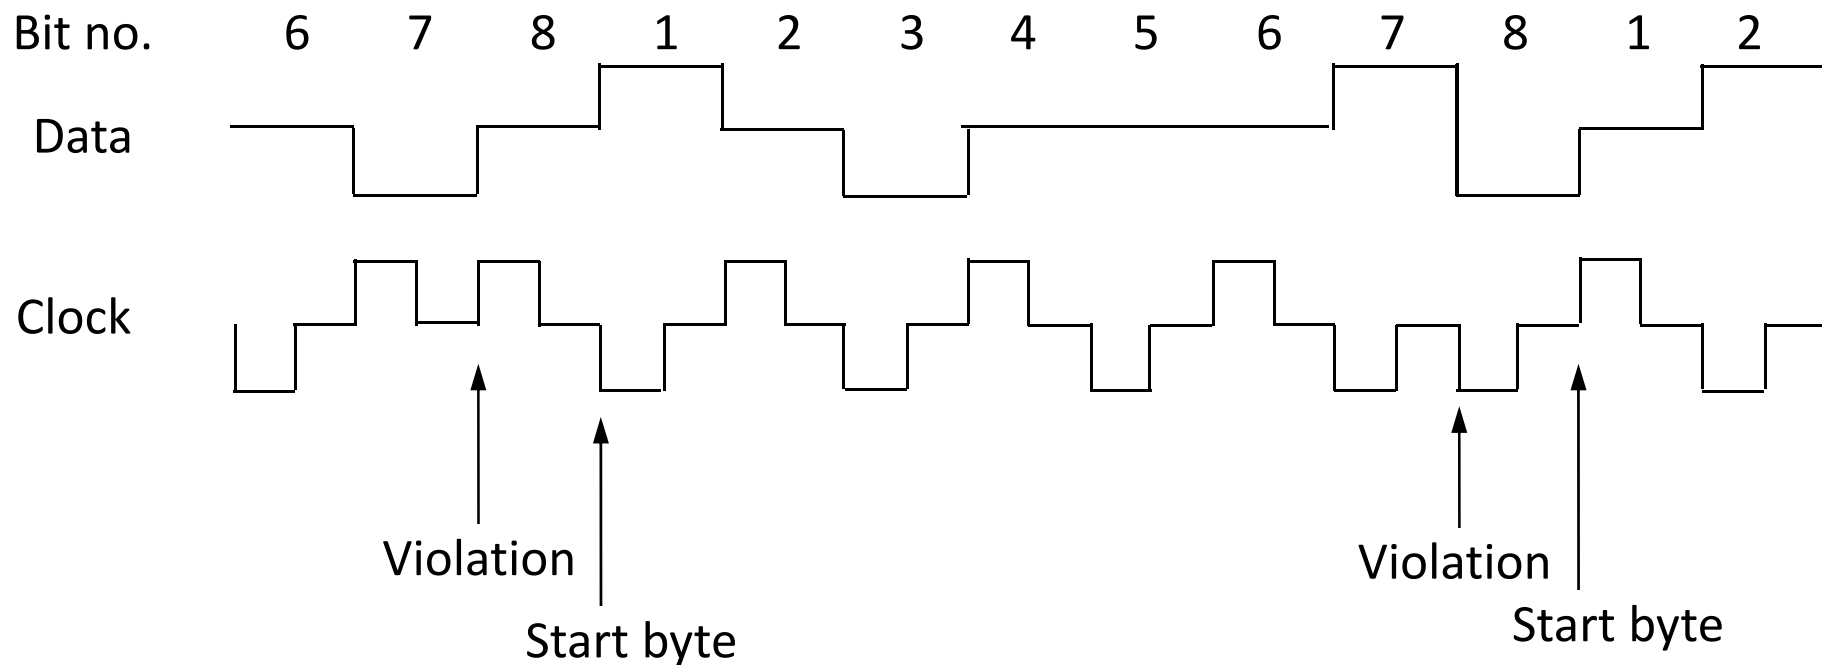 Bit no. 6 7 8 1 2 3 4 5 6 7 8 1 2
Data
Clock
Violation Violation
Start byte Start byte